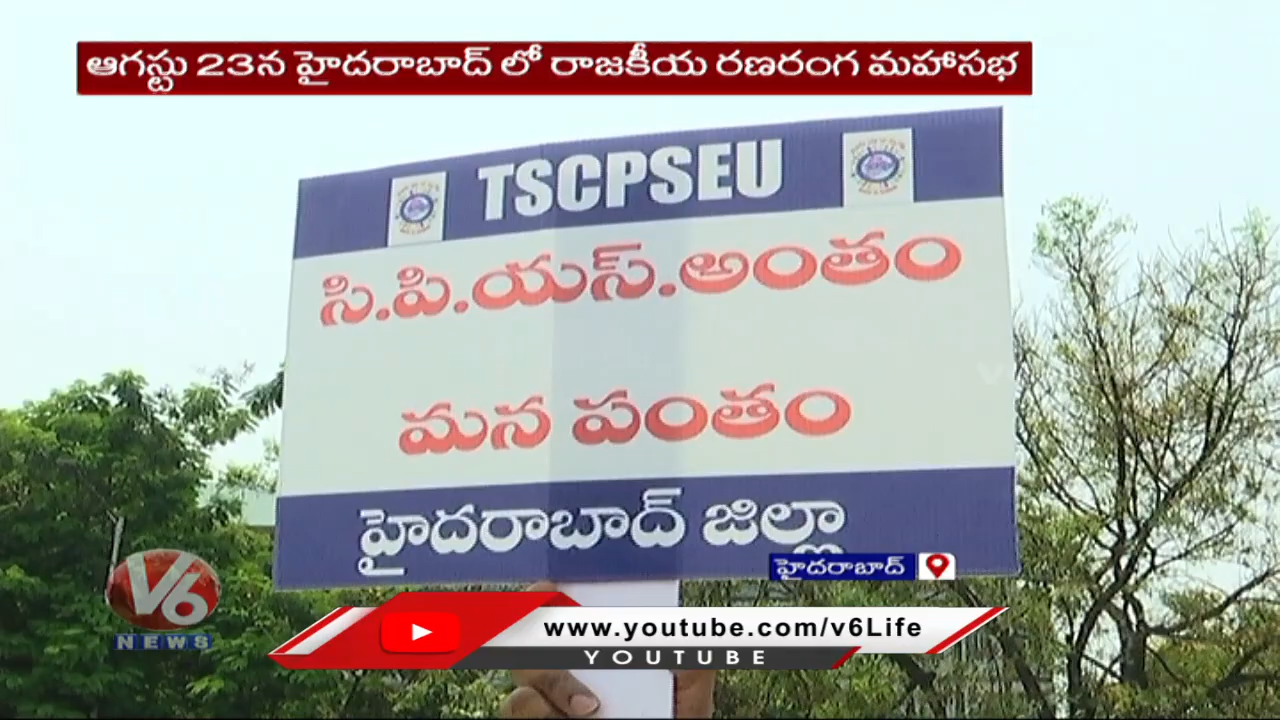 ఆగస్టు 23న హైదరాబాద్ లో రాజకీయ రణరంగ మహాసభ
TSCPSEU
సి.పి.యస్.అంతం
మన పంతం
హైదరాబాద్ జిల్లా
హైదరాబాద్
V6
NEWS
www.youtube.com/v6Life
YOUTUBE